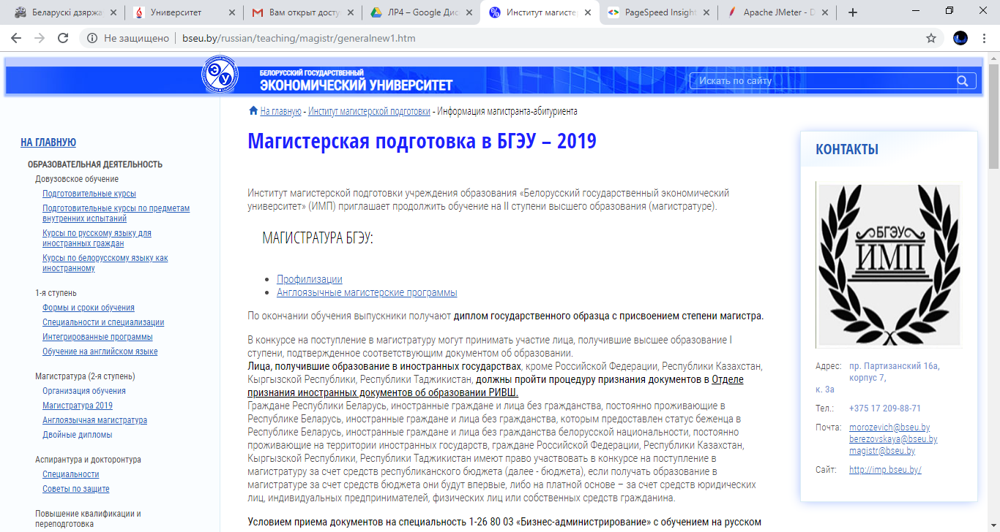 Беларускі дзяржа
Университет
Вам открыт досту
ЛР4 – Google Дис
Институт магистер
PageSpeed Insight
Apache JMeter - D
Не защищено
bseu.by/russian/teaching/magistr/generalnew1.htm
БЕЛОРУССКИЙ ГОСУДАРСТВЕННЫЙ
ЭКОНОМИЧЕСКИЙ УНИВЕРСИТЕТ
Искать по сайту
На главную - Институт магистерской подготовки - Информация магистранта-абитуриента
НА ГЛАВНУЮ
ОБРАЗОВАТЕЛЬНАЯ ДЕЯТЕЛЬНОСТЬ
Довузовское обучение
Подготовительные курсы
Подготовительные курсы по предметам
внутренних испытаний
Курсы по русскому языку для
иностранных граждан
Курсы по белорусскому языку как
иностранному
1-я ступень
Формы и сроки обучения
Специальности и специализации
Интегрированные программы
Обучение на английском языке
Магистратура (2-я ступень)
Организация обучения
Магистратура 2019
Англоязычная магистратура
Двойные дипломы
Аспирантура и докторонтура
Специальности
Советы по защите
Повышение квалификации и
переподготовка
Магистерская подготовка в БГЭУ – 2019
Институт магистерской подготовки учреждения образования «Белорусский государственный экономический
университет» (ИМП) приглашает продолжить обучение на II ступени высшего образования (магистратуре).
МАГИСТРАТУРА БГЭУ:
Профилизации
Англоязычные магистерские программы
По окончании обучения выпускники получают диплом государственного образца с присвоением степени магистра.
В конкурсе на поступление в магистратуру могут принимать участие лица, получившие высшее образование I
ступени, подтвержденное соответствующим документом об образовании.
Лица, получившие образование в иностранных государствах, кроме Российской Федерации, Республики Казахстан,
Кыргызской Республики, Республики Таджикистан, должны пройти процедуру признания документов в Отделе
признания иностранных документов об образовании РИВШ.
Граждане Республики Беларусь, иностранные граждане и лица без гражданства, постоянно проживающие в
Республике Беларусь, иностранные граждане и лица без гражданства, которым предоставлен статус беженца в
Республике Беларусь, иностранные граждане и лица без гражданства белорусской национальности, постоянно
проживающие на территории иностранных государств, граждане Российской Федерации, Республики Казахстан,
Кыргызской Республики, Республики Таджикистан имеют право участвовать в конкурсе на поступление в
магистратуру за счет средств республиканского бюджета (далее - бюджета), если получать образование в
магистратуре за счет средств бюджета они будут впервые, либо на платной основе – за счет средств юридических
лиц, индивидуальных предпринимателей, физических лиц или собственных средств гражданина.
Условием приема документов на специальность 1-26 80 03 «Бизнес-администрирование» с обучением на русском
КОНТАКТЫ
БГЭУ
ИМП
Адрес: пр. Партизанский 16а,
корпус 7,
к. 3а
Тел.: +375 17 209-88-71
Почта: morozevich@bseu.by
berezovskaya@bseu.by
magistr@bseu.by
Сайт: http://imp.bseu.by/